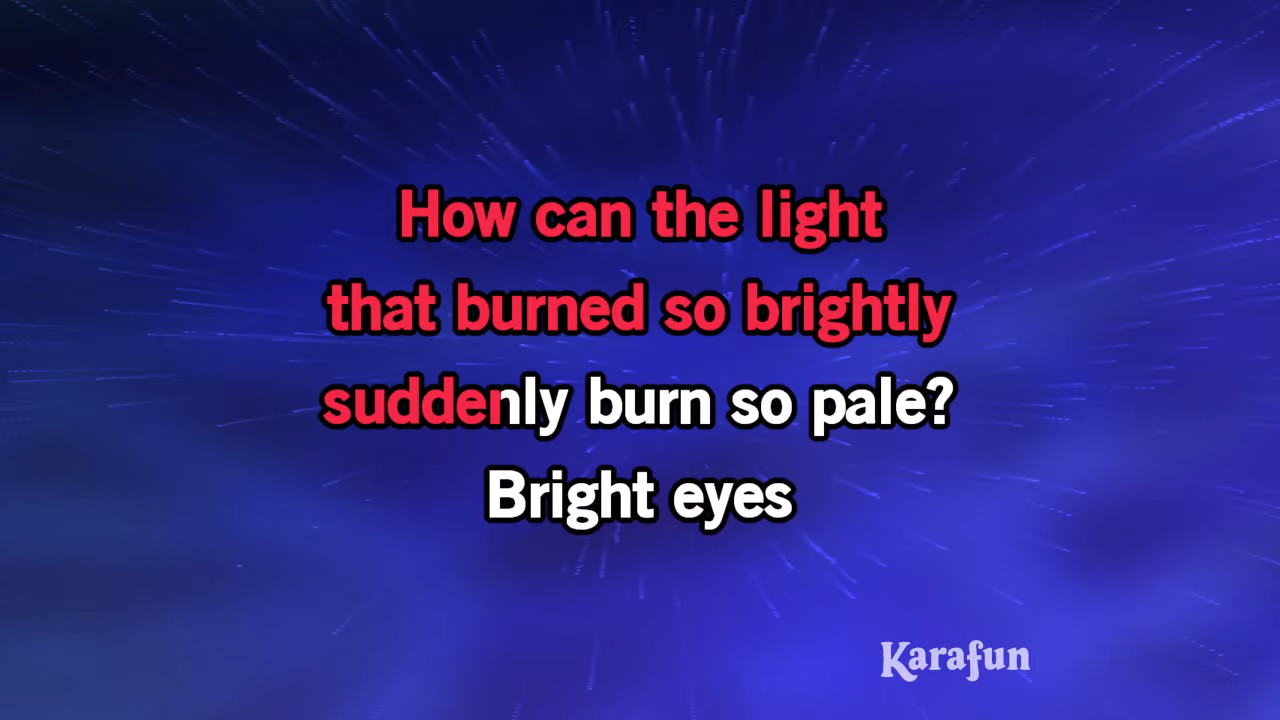 How can the light
that burned so brightly
suddenly burn so pale?
Bright eyes
Karafun